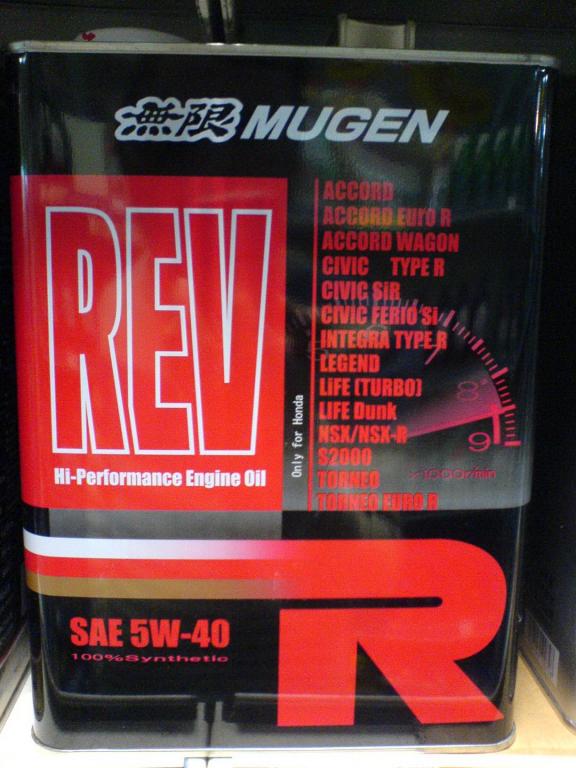 無限 MUGEN
REV
Hi-Performance Engine Oil
Only for Honda
ACCORD
ACCORD EURO R
ACCORD WAGON
CIVIC TYPE R
CIVIC SiR
CIVIC FERIO Si
INTEGRA TYPE R
LEGEND
LiFE (TURBO)
LIFE Dunk
NSX/NSX-R
S2000
TORNEO
TORNEO EURO R
8
9
×1000r/min
R
SAE 5W-40
100%Synthetic